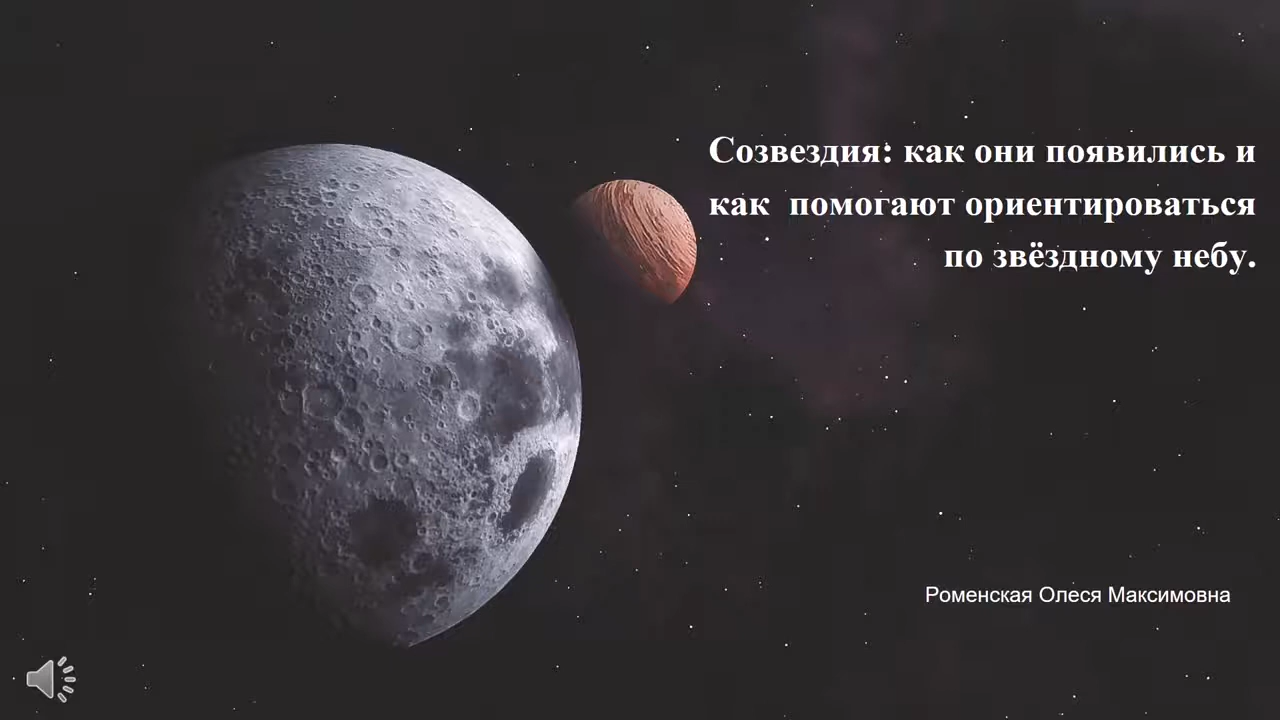 Созвездия: как они появились и
как помогают ориентироваться
по звёздному небу.
Роменская Олеся Максимовна